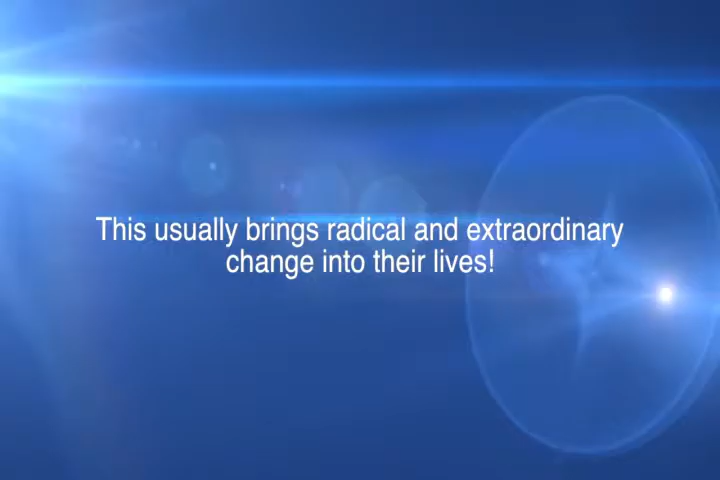 This usually brings radical and extraordinary
change into their lives!